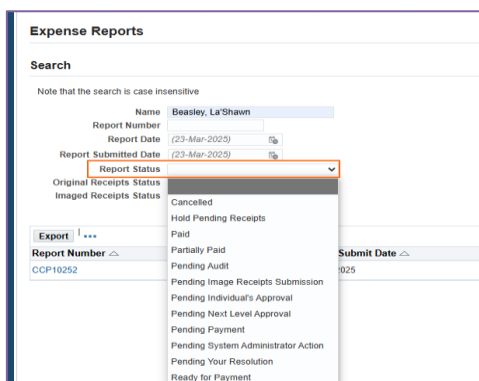 Expense Reports
Search
Note that the search is case insensitive
Name Beasley, La'Shawn
Report Number
Report Date (23-Mar-2025)
Report Submitted Date (23-Mar-2025)
Report Status
Original Receipts Status
Imaged Receipts Status
Cancelled
Hold Pending Receipts
Paid
Partially Paid
Pending Audit
Pending Image Receipts Submission
Pending Individual's Approval
Pending Next Level Approval
Pending Payment
Pending System Administrator Action
Pending Your Resolution
Ready for Payment
Export
Report Number Submit Date
CCP10252 025